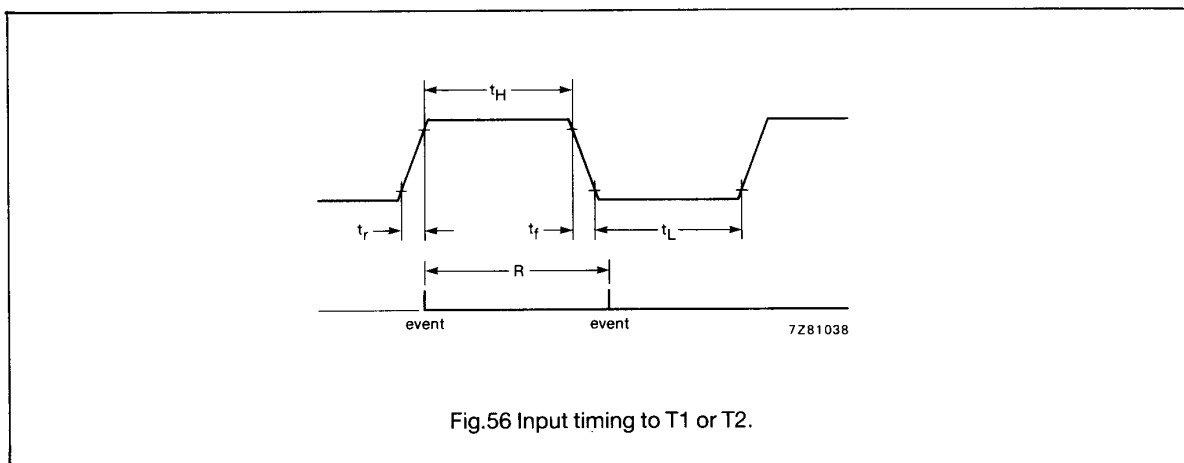 t_H
t_r
t_f
t_L
R
event event
7Z81038
Fig.56 Input timing to T1 or T2.